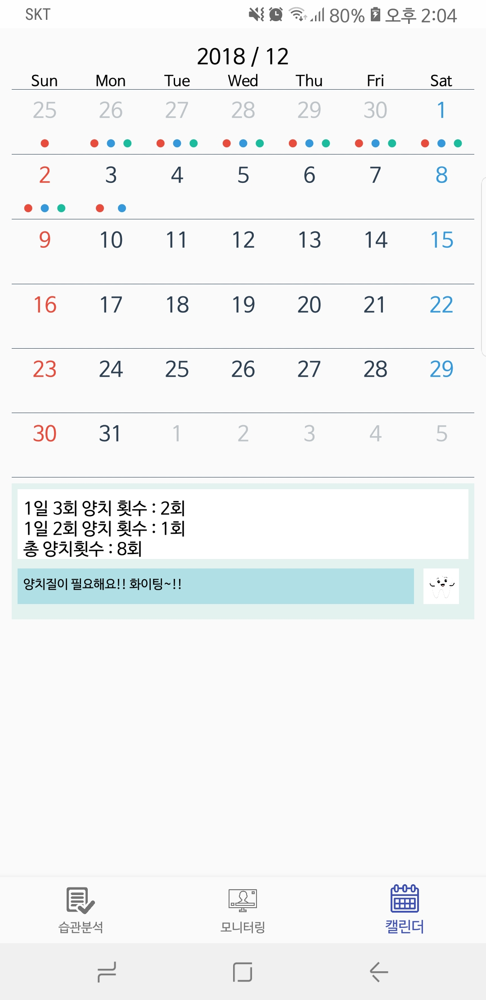 SKT 80% 오후 2:04
2018 / 12
Sun Mon Tue Wed Thu Fri Sat
25 26 27 28 29 30 1
2 3 4 5 6 7 8
9 10 11 12 13 14 15
16 17 18 19 20 21 22
23 24 25 26 27 28 29
30 31 1 2 3 4 5
1일 3회 양치 횟수 : 2회
1일 2회 양치 횟수 : 1회
총 양치횟수 : 8회
양치질이 필요해요!! 화이팅~!!
습관분석 모니터링 캘린더